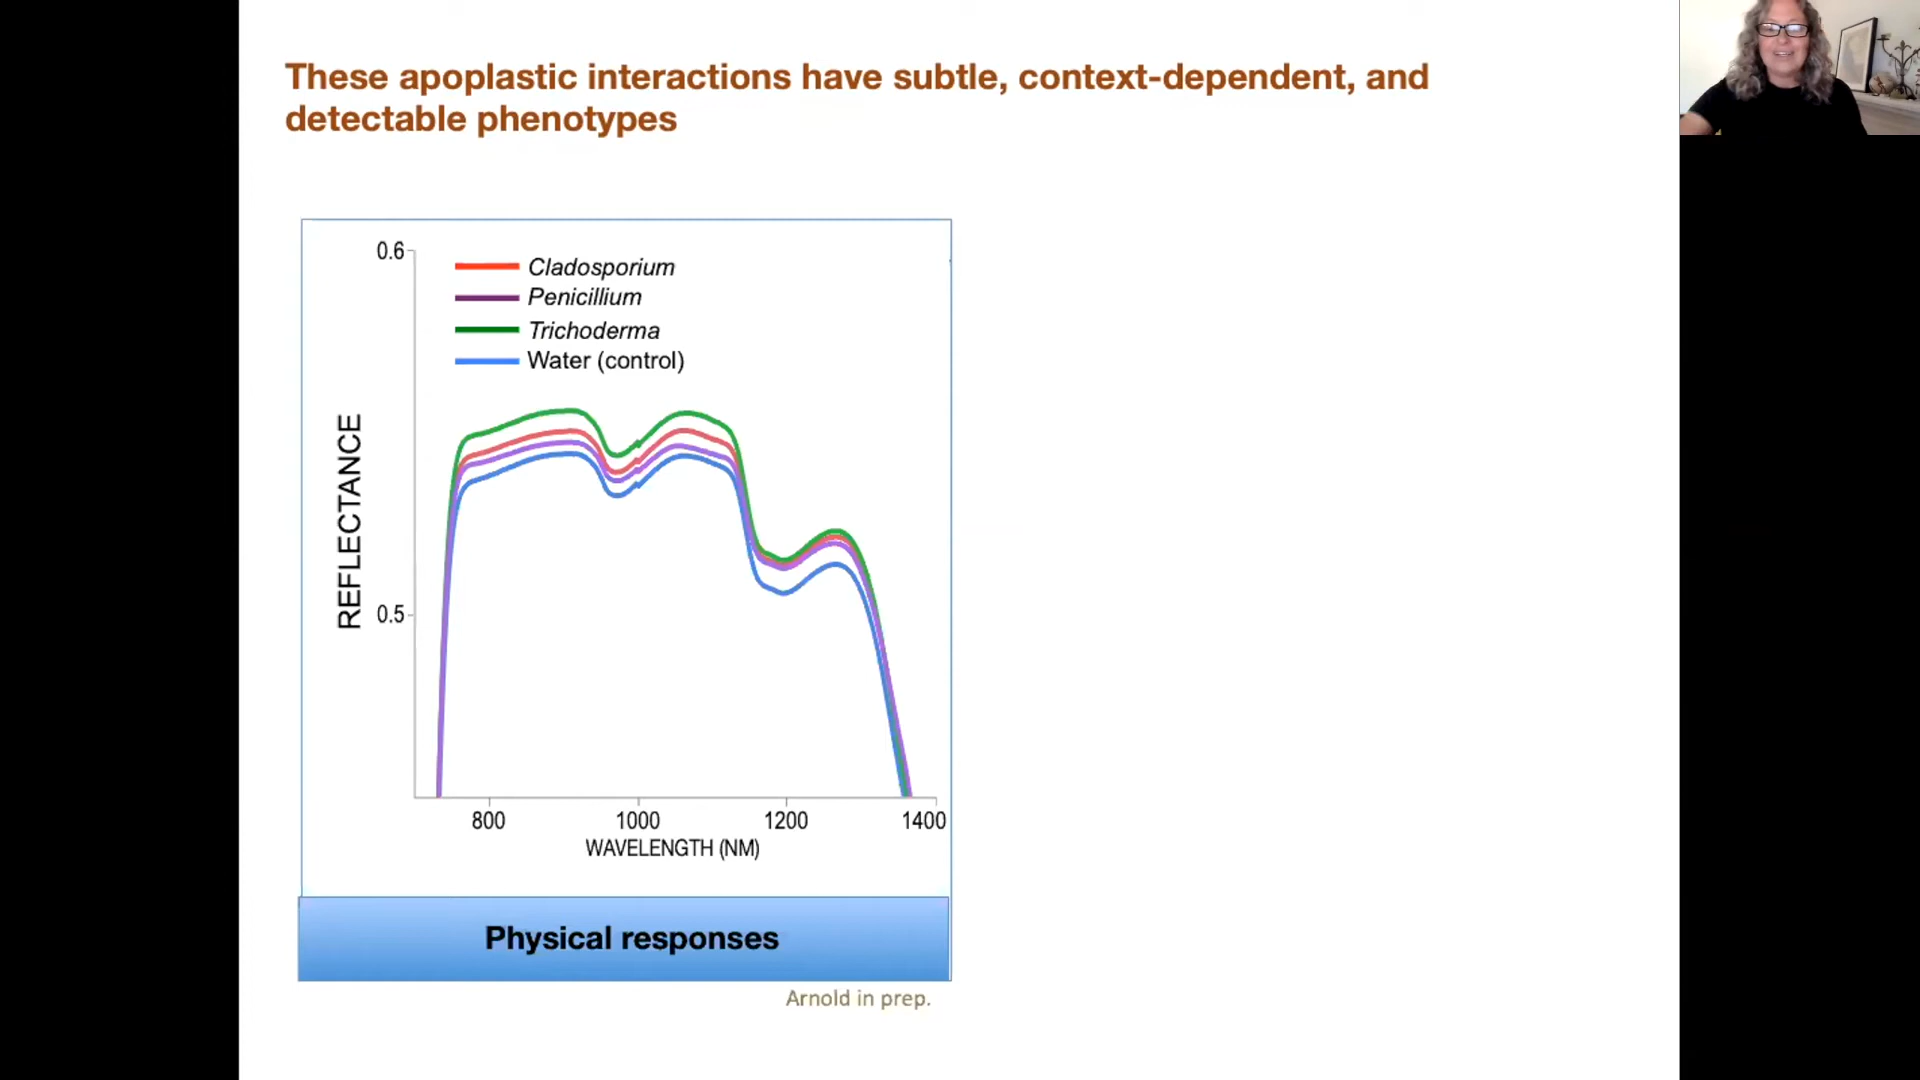 These apoplastic interactions have subtle, context-dependent, and
detectable phenotypes
0.6
Cladosporium
Penicillium
Trichoderma
Water (control)
REFLECTANCE
0.5
800 1000 1200 1400
WAVELENGTH (NM)
Physical responses
Arnold in prep.